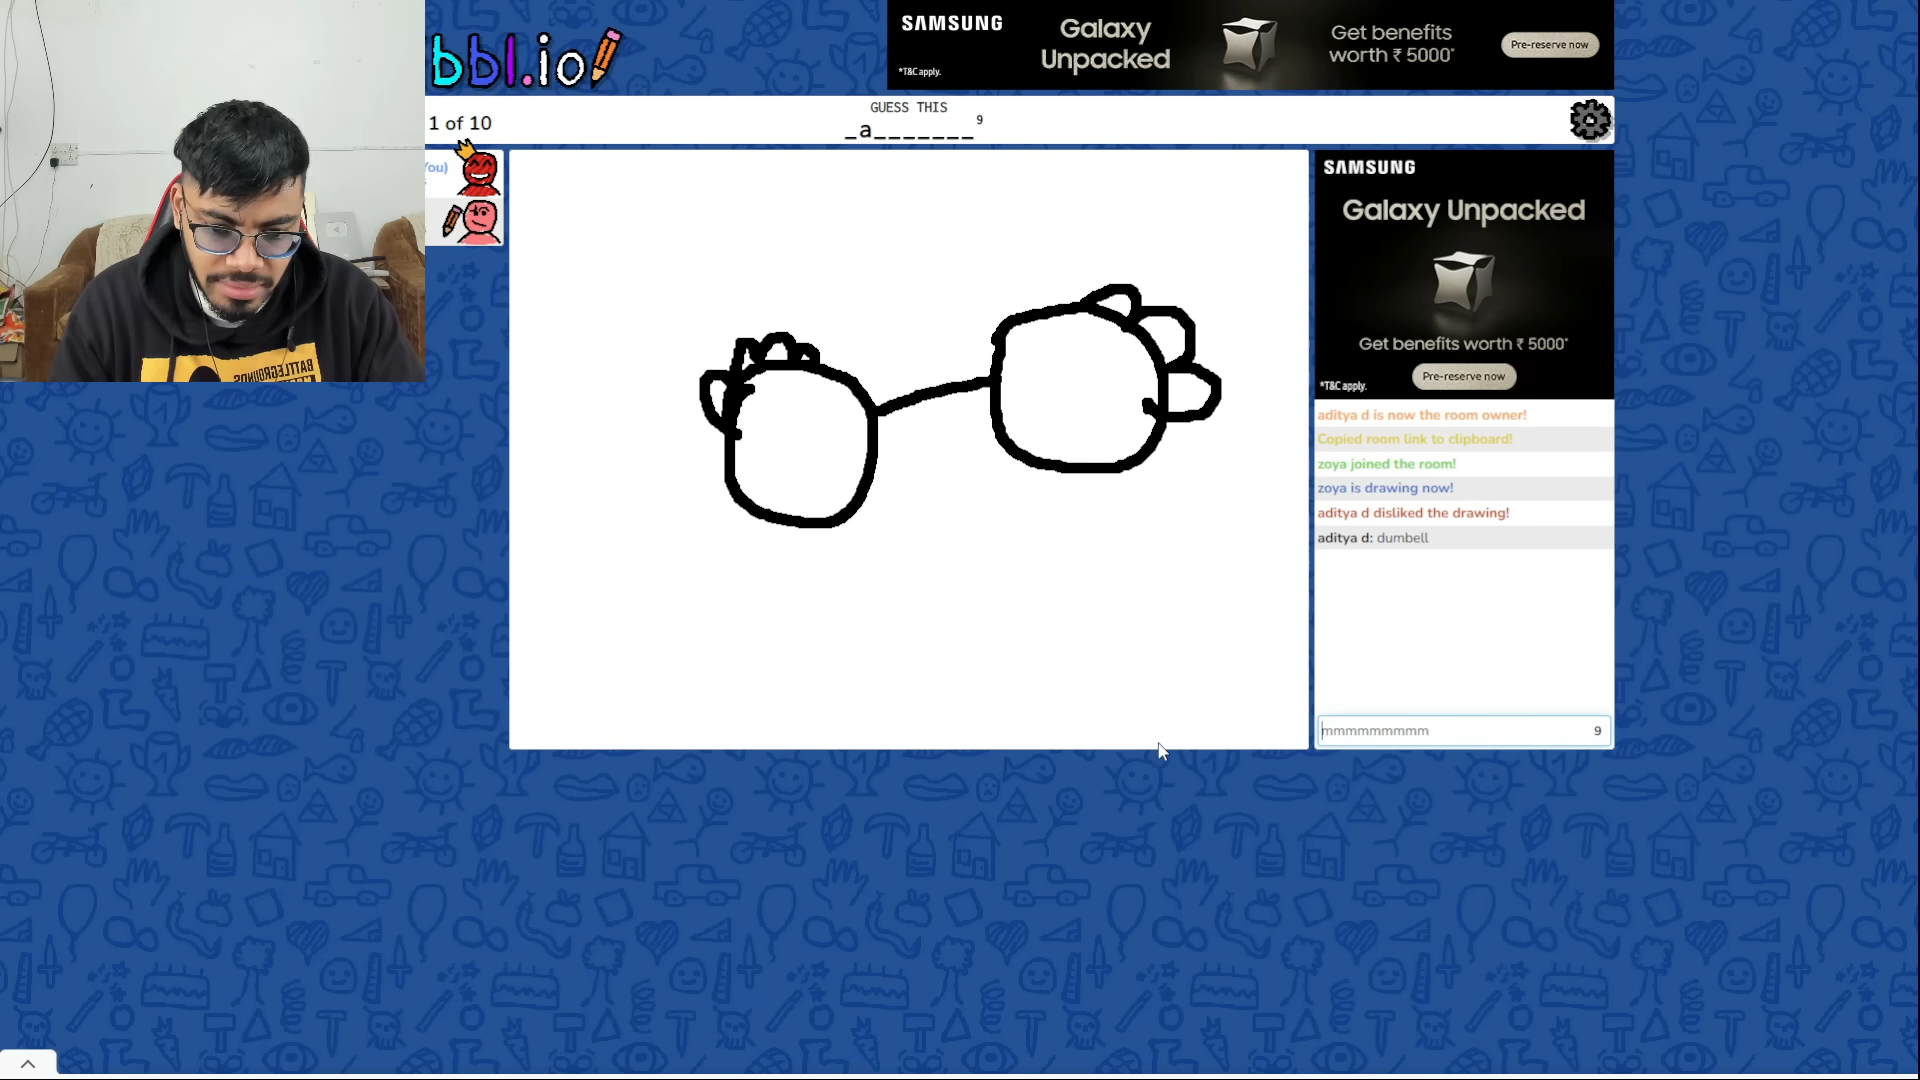 bbl.io
SAMSUNG
Galaxy
Unpacked
Get benefits
worth ₹ 5000*
Pre-reserve now
*T&C apply.
1 of 10
GUESS THIS
_a_______ 9
You)
SAMSUNG
Galaxy Unpacked
Get benefits worth ₹ 5000*
*T&C apply.
Pre-reserve now
aditya d is now the room owner!
Copied room link to clipboard!
zoya joined the room!
zoya is drawing now!
aditya d disliked the drawing!
aditya d: dumbell
mmmmmmmmm 9
BATTLEGROUNDS